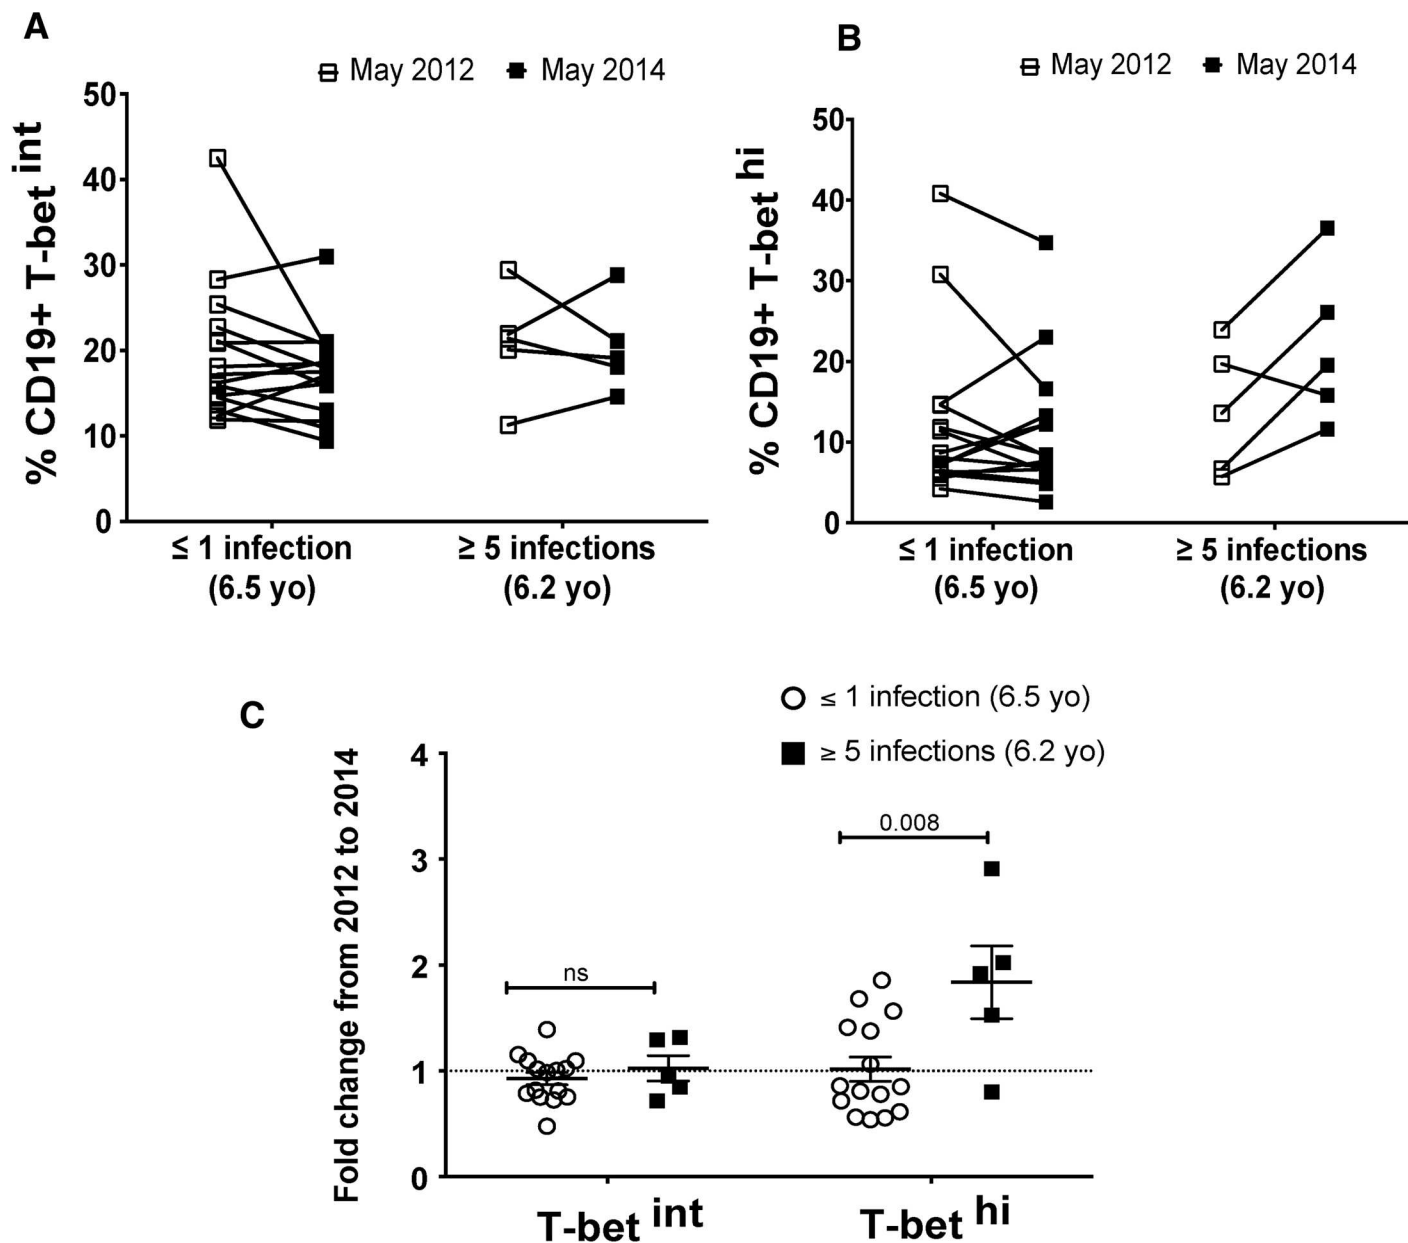 A
May 2012 May 2014
% CD19+ T-bet int
50
40
30
20
10
0
≤ 1 infection ≥ 5 infections
(6.5 yo) (6.2 yo)
B
May 2012 May 2014
% CD19+ T-bet hi
50
40
30
20
10
0
≤ 1 infection ≥ 5 infections
(6.5 yo) (6.2 yo)
C
≤ 1 infection (6.5 yo)
≥ 5 infections (6.2 yo)
Fold change from 2012 to 2014
4
3
2
1
0
ns
0.008
T-bet int T-bet hi